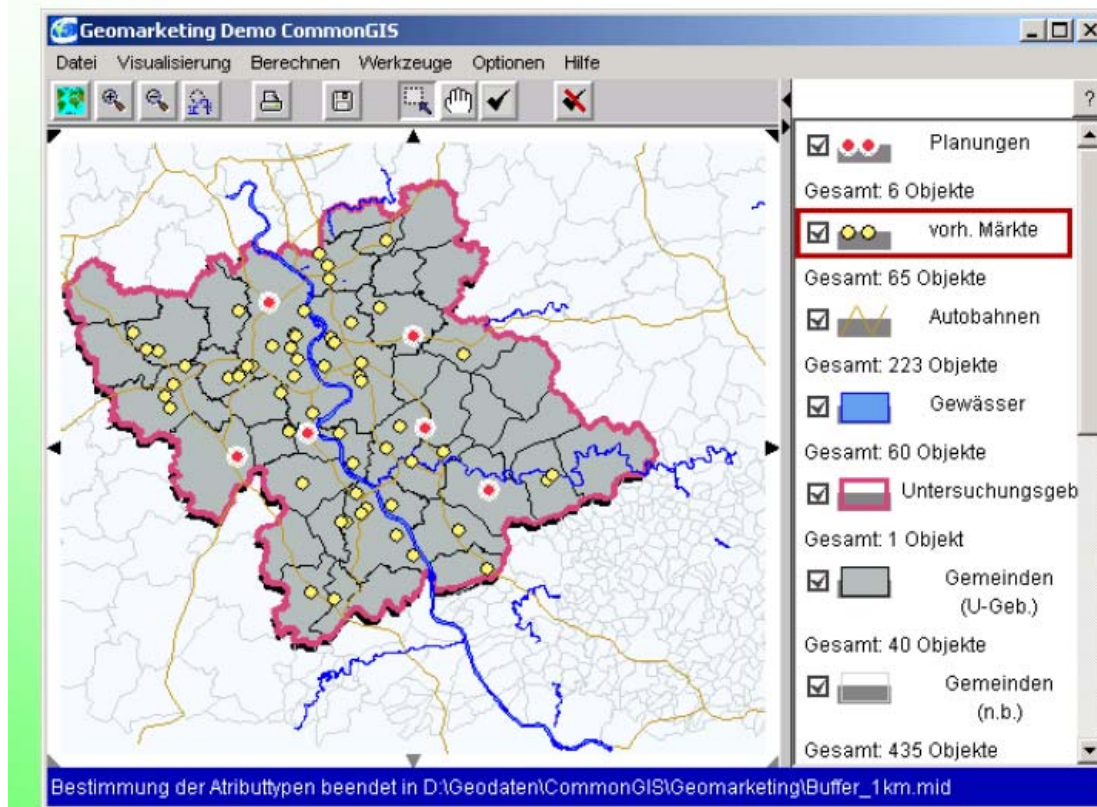 Geomarketing Demo CommonGIS
Datei Visualisierung Berechnen Werkzeuge Optionen Hilfe
?
Planungen
Gesamt: 6 Objekte
vorh. Märkte
Gesamt: 65 Objekte
Autobahnen
Gesamt: 223 Objekte
Gewässer
Gesamt: 60 Objekte
Untersuchungsgeb
Gesamt: 1 Objekt
Gemeinden
(U-Geb.)
Gesamt: 40 Objekte
Gemeinden
(n.b.)
Gesamt: 435 Objekte
Bestimmung der Atributtypen beendet in D:\Geodaten\CommonGIS\Geomarketing\Buffer_1km.mid